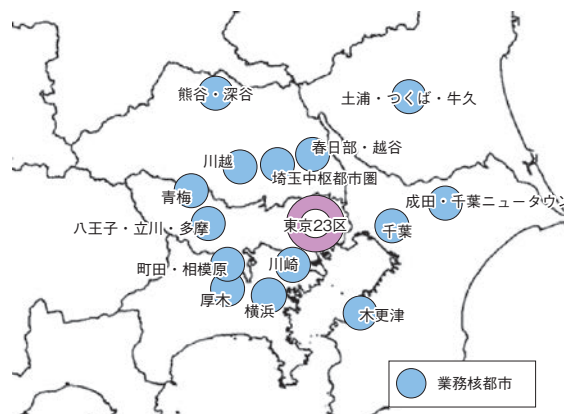 熊谷・深谷
土浦・つくば・牛久
春日部・越谷
川越
埼玉中枢都市圏
青梅
成田・千葉ニュータウン
八王子・立川・多摩
東京23区
千葉
町田・相模原
川崎
厚木
横浜
木更津
業務核都市